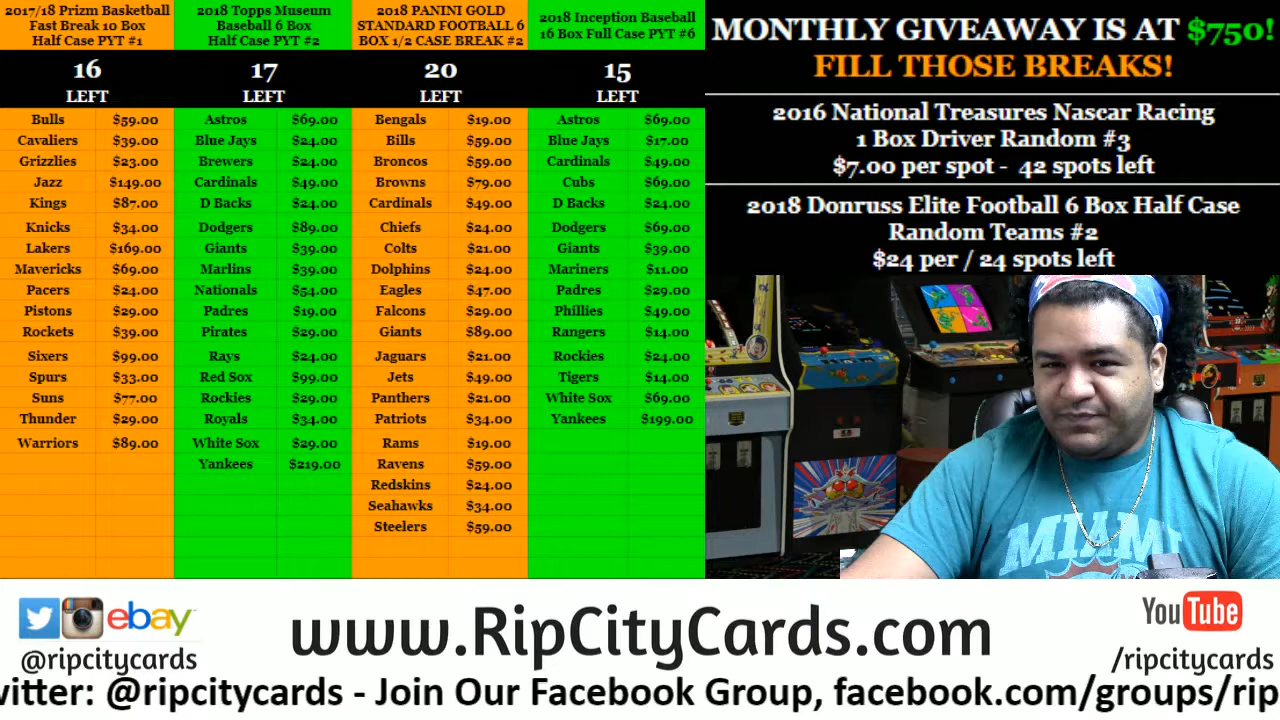 2017/18 Prizm Basketball
Fast Break 10 Box
Half Case PYT #1
16
LEFT
Bulls $59.00
Cavaliers $39.00
Grizzlies $23.00
Jazz $149.00
Kings $87.00
Knicks $34.00
Lakers $169.00
Mavericks $69.00
Pacers $24.00
Pistons $29.00
Rockets $39.00
Sixers $99.00
Spurs $33.00
Suns $77.00
Thunder $29.00
Warriors $89.00
2018 Topps Museum
Baseball 6 Box
Half Case PYT #2
17
LEFT
Astros $69.00
Blue Jays $24.00
Brewers $24.00
Cardinals $49.00
D Backs $24.00
Dodgers $89.00
Giants $39.00
Marlins $39.00
Nationals $54.00
Padres $19.00
Pirates $29.00
Rays $24.00
Red Sox $99.00
Rockies $29.00
Royals $34.00
White Sox $29.00
Yankees $219.00
2018 PANINI GOLD
STANDARD FOOTBALL 6
BOX 1/2 CASE BREAK #2
20
LEFT
Bengals $19.00
Bills $59.00
Broncos $59.00
Browns $79.00
Cardinals $49.00
Chiefs $24.00
Colts $21.00
Dolphins $24.00
Eagles $47.00
Falcons $29.00
Giants $89.00
Jaguars $21.00
Jets $49.00
Panthers $21.00
Patriots $34.00
Rams $19.00
Ravens $59.00
Redskins $24.00
Seahawks $34.00
Steelers $59.00
2018 Inception Baseball
16 Box Full Case PYT #6
15
LEFT
Astros $69.00
Blue Jays $17.00
Cardinals $49.00
Cubs $69.00
D Backs $24.00
Dodgers $69.00
Giants $39.00
Mariners $11.00
Padres $29.00
Phillies $49.00
Rangers $14.00
Rockies $24.00
Tigers $14.00
White Sox $69.00
Yankees $199.00
MONTHLY GIVEAWAY IS AT $750!
FILL THOSE BREAKS!
2016 National Treasures Nascar Racing
1 Box Driver Random #3
$7.00 per spot - 42 spots left
2018 Donruss Elite Football 6 Box Half Case
Random Teams #2
$24 per / 24 spots left
MIAMI
ebay
@ripcitycards
www.RipCityCards.com
YouTube
/ripcitycards
witter: @ripcitycards - Join Our Facebook Group, facebook.com/groups/rip